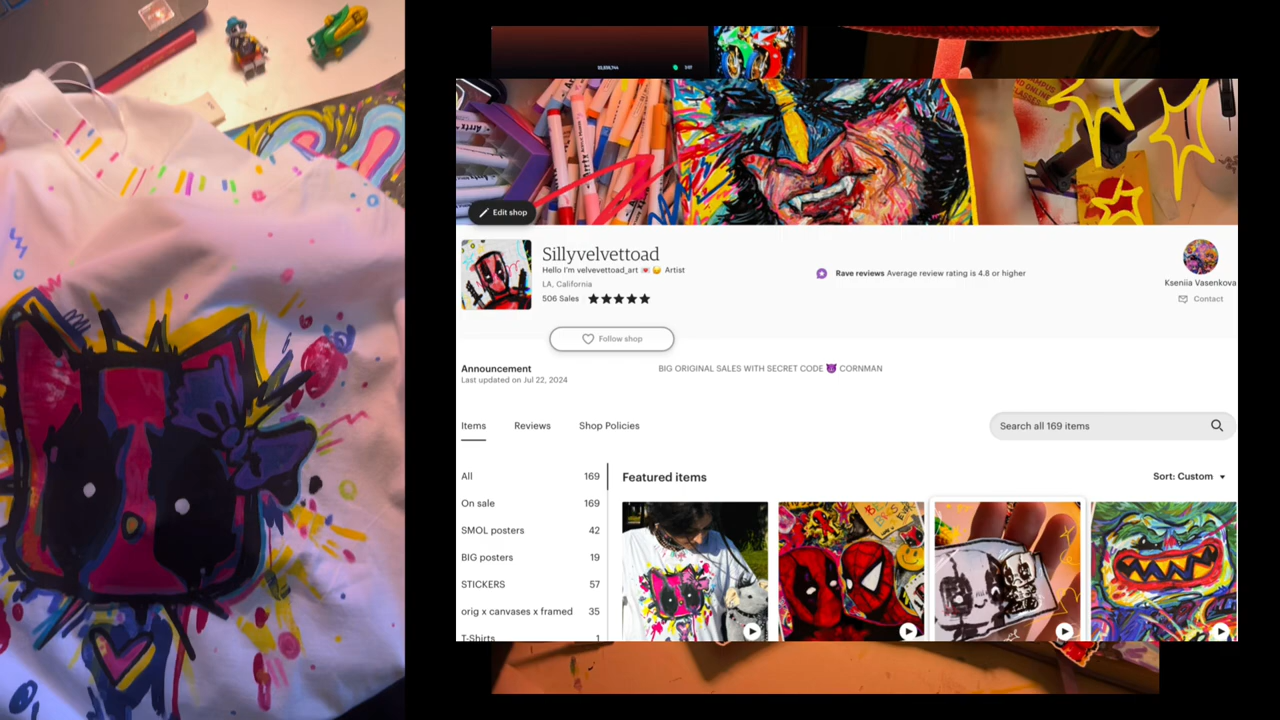 Edit shop
Sillyvelvettoad
Hello I'm velvevettoad_art 💌 😜 Artist
LA, California
506 Sales
Rave reviews Average review rating is 4.8 or higher
Kseniia Vasenkova
Contact
Follow shop
Announcement
Last updated on Jul 22, 2024
BIG ORIGINAL SALES WITH SECRET CODE 😈 CORNMAN
Items
Reviews
Shop Policies
Search all 169 items
All 169
On sale 169
SMOL posters 42
BIG posters 19
STICKERS 57
orig x canvases x framed 35
T-Shirts 1
Featured items
Sort: Custom